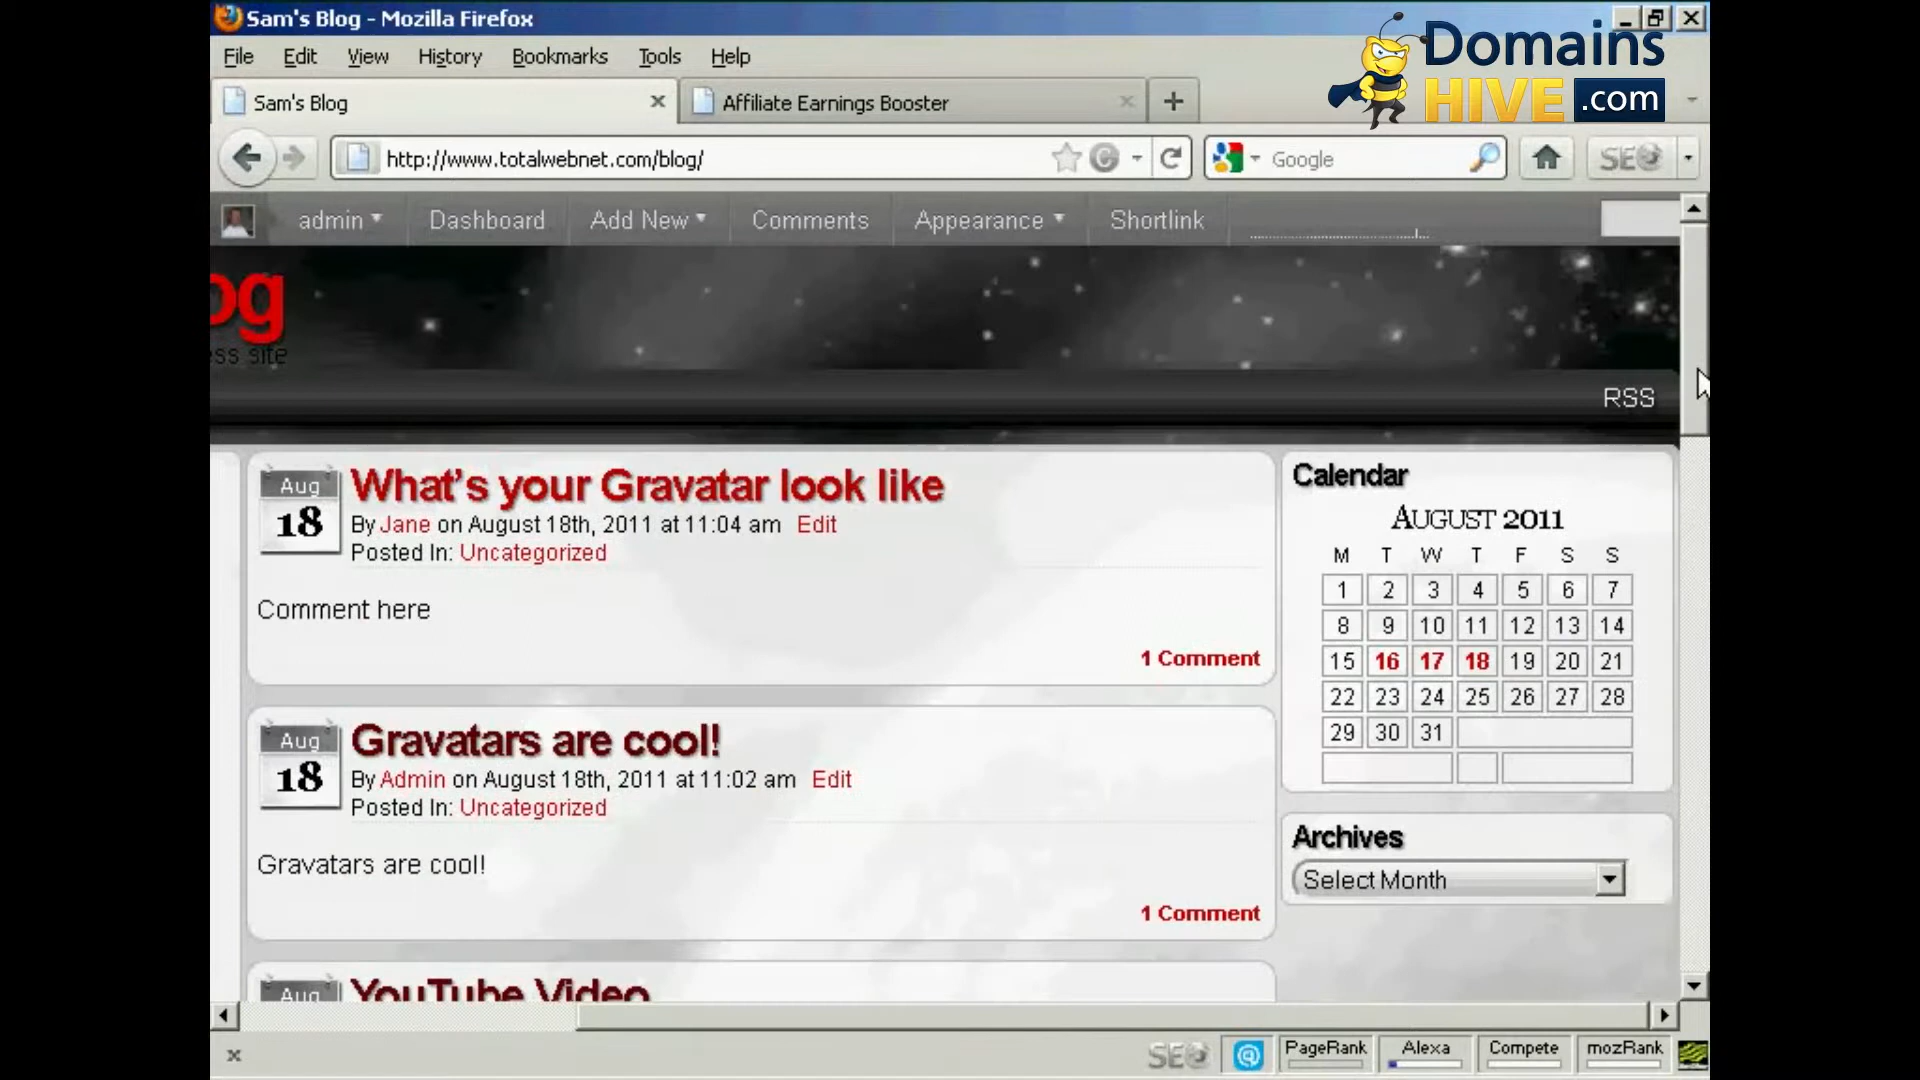 Sam's Blog - Mozilla Firefox
File Edit View History Bookmarks Tools Help
Domains
HIVE .com
Sam's Blog
Affiliate Earnings Booster
http://www.totalwebnet.com/blog/
Google
SEO
admin Dashboard Add New Comments Appearance Shortlink
og
ess site
RSS
Aug
18
What's your Gravatar look like
By Jane on August 18th, 2011 at 11:04 am Edit
Posted In: Uncategorized
Comment here
1 Comment
Aug
18
Gravatars are cool!
By Admin on August 18th, 2011 at 11:02 am Edit
Posted In: Uncategorized
Gravatars are cool!
1 Comment
Aug
YouTube Video
Calendar
AUGUST 2011
M T W T F S S
1 2 3 4 5 6 7
8 9 10 11 12 13 14
15 16 17 18 19 20 21
22 23 24 25 26 27 28
29 30 31
Archives
Select Month
SEO PageRank Alexa Compete mozRank